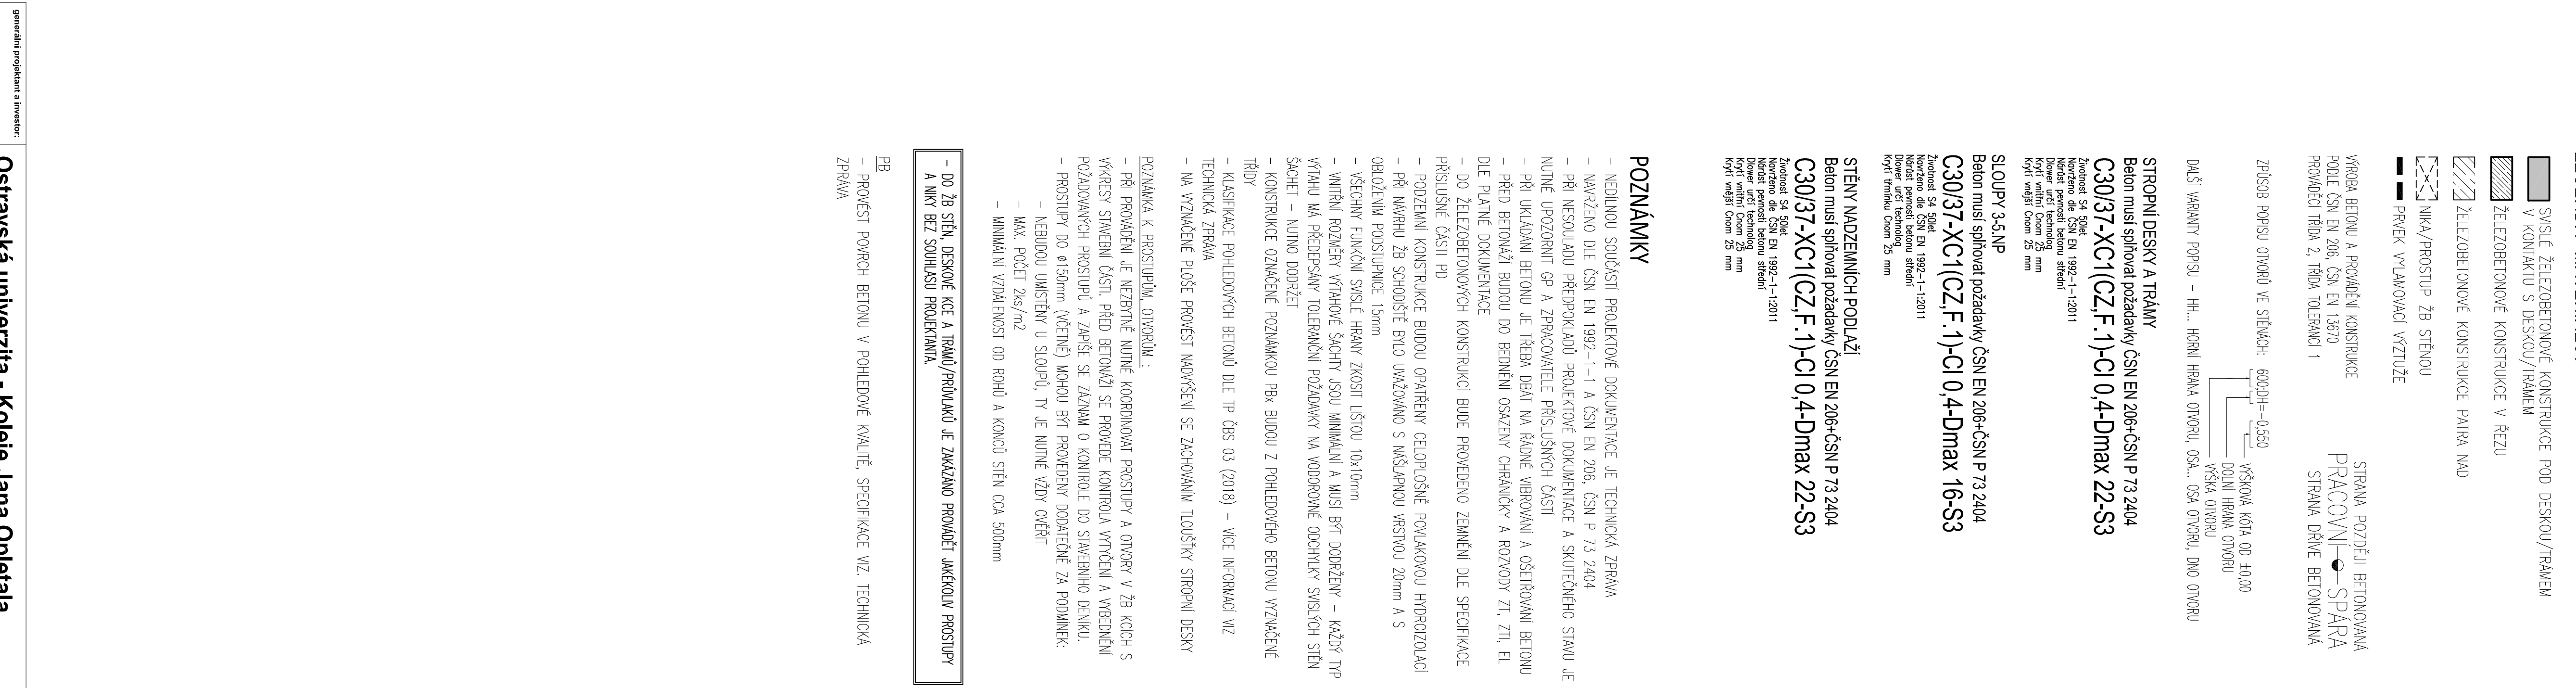 SVISLÉ ŽELEZOBETONOVÉ KONSTRUKCE POD DESKOU/TRÁMEM
V KONTAKTU S DESKOU/TRÁMEM
ŽELEZOBETONOVÉ KONSTRUKCE V ŘEZU
ŽELEZOBETONOVÉ KONSTRUKCE PATRA NAD
NIKA/PROSTUP ŽB STĚNOU
PRVEK VYLAMOVACÍ VÝZTUŽE
VÝROBA BETONU A PROVÁDĚNÍ KONSTRUKCE
PODLE ČSN EN 206, ČSN EN 13670
PROVÁDĚCÍ TŘÍDA 2, TŘÍDA TOLERANCÍ 1
STRANA POZDĚJI BETONOVANÁ
PRACOVNÍ SPÁRA
STRANA DŘÍVE BETONOVANÁ
ZPŮSOB POPISU OTVORŮ VE STĚNÁCH: 600;DH=-0,550
VÝŠKOVÁ KÓTA OD ±0,00
DOLNÍ HRANA OTVORU
VÝŠKA OTVORU
DALŠÍ VARIANTY POPISU - HH... HORNÍ HRANA OTVORU, OSA... OSA OTVORU, DNO OTVORU
STROPNÍ DESKY A TRÁMY
Beton musí splňovat požadavky ČSN EN 206+ČSN P 73 2404
C30/37-XC1(CZ,F.1)-Cl 0,4-Dmax 22-S3
Životnost S4 50let
Navrženo dle ČSN EN 1992-1-1:2011
Nárůst pevnosti betonu střední
Dlower určí technolog
Krytí vnitřní Cnom 25 mm
Krytí vnější Cnom 25 mm
SLOUPY 3-5.NP
Beton musí splňovat požadavky ČSN EN 206+ČSN P 73 2404
C30/37-XC1(CZ,F.1)-Cl 0,4-Dmax 16-S3
Životnost S4 50let
Navrženo dle ČSN EN 1992-1-1:2011
Nárůst pevnosti betonu střední
Dlower určí technolog
Krytí třmínku Cnom 25 mm
STĚNY NADZEMNÍCH PODLAŽÍ
Beton musí splňovat požadavky ČSN EN 206+ČSN P 73 2404
C30/37-XC1(CZ,F.1)-Cl 0,4-Dmax 22-S3
Životnost S4 50let
Navrženo dle ČSN EN 1992-1-1:2011
Nárůst pevnosti betonu střední
Dlower určí technolog
Krytí vnitřní Cnom 25 mm
Krytí vnější Cnom 25 mm
POZNÁMKY
- NEDÍLNOU SOUČÁSTÍ PROJEKTOVÉ DOKUMENTACE JE TECHNICKÁ ZPRÁVA
- NAVRŽENO DLE ČSN EN 1992-1-1 A ČSN EN 206, ČSN P 73 2404
- PŘI NESOULADU PŘEDPOKLADŮ PROJEKTOVÉ DOKUMENTACE A SKUTEČNÉHO STAVU JE
NUTNÉ UPOZORNIT GP A ZPRACOVATELE PŘÍSLUŠNÝCH ČÁSTÍ
- PŘI UKLÁDÁNÍ BETONU JE TŘEBA DBÁT NA ŘÁDNÉ VIBROVÁNÍ A OŠETŘOVÁNÍ BETONU
- PŘED BETONÁŽÍ BUDOU DO BEDNĚNÍ OSAZENY CHRÁNIČKY A ROZVODY ZT, ZTI, EL
DLE PLATNÉ DOKUMENTACE
- DO ŽELEZOBETONOVÝCH KONSTRUKCÍ BUDE PROVEDENO ZEMNĚNÍ DLE SPECIFIKACE
PŘÍSLUŠNÉ ČÁSTI PD
- PODZEMNÍ KONSTRUKCE BUDOU OPATŘENY CELOPLOŠNĚ POVLAKOVOU HYDROIZOLACÍ
- PŘI NÁVRHU ŽB SCHODIŠTĚ BYLO UVAŽOVÁNO S NÁŠLAPNOU VRSTVOU 20mm A S
OBLOŽENÍM PODSTUPNICE 15mm
- VŠECHNY FUNKČNÍ SVISLÉ HRANY ZKOSIT LIŠTOU 10x10mm
- VNITŘNÍ ROZMĚRY VÝTAHOVÉ ŠACHTY JSOU MINIMÁLNÍ A MUSÍ BÝT DODRŽENY - KAŽDÝ TYP
VÝTAHU MÁ PŘEDEPSÁNY TOLERANČNÍ POŽADAVKY NA VODOROVNÉ ODCHYLKY SVISLÝCH STĚN
ŠACHET - NUTNO DODRŽET
- KONSTRUKCE OZNAČENÉ POZNÁMKOU PBx BUDOU Z POHLEDOVÉHO BETONU VYZNAČENÉ
TŘÍDY
- KLASIFIKACE POHLEDOVÝCH BETONŮ DLE TP ČBS 03 (2018) - VÍCE INFORMACÍ VIZ
TECHNICKÁ ZPRÁVA
- NA VYZNAČENÉ PLOŠE PROVÉST NADVÝŠENÍ SE ZACHOVÁNÍM TLOUŠŤKY STROPNÍ DESKY
POZNÁMKA K PROSTUPŮM, OTVORŮM :
- PŘI PROVÁDĚNÍ JE NEZBYTNĚ NUTNÉ KOORDINOVAT PROSTUPY A OTVORY V ŽB KCÍCH S
VÝKRESY STAVEBNÍ ČÁSTI. PŘED BETONÁŽÍ SE PROVEDE KONTROLA VYTYČENÍ A VYBEDNĚNÍ
POŽADOVANÝCH PROSTUPŮ A ZAPÍŠE SE ZÁZNAM O KONTROLE DO STAVEBNÍHO DENÍKU.
- PROSTUPY DO Ø150mm (VČETNĚ) MOHOU BÝT PROVEDENY DODATEČNĚ ZA PODMÍNEK:
- NEBUDOU UMÍSTĚNY U SLOUPŮ, TY JE NUTNÉ VŽDY OVĚŘIT
- MAX. POČET 2ks/m2
- MINIMÁLNÍ VZDÁLENOST OD ROHŮ A KONCŮ STĚN CCA 500mm
- DO ŽB STĚN, DESKOVÉ KCE A TRÁMŮ/PRŮVLAKŮ JE ZAKÁZÁNO PROVÁDĚT JAKÉKOLIV PROSTUPY
A NIKY BEZ SOUHLASU PROJEKTANTA.
PB
- PROVÉST POVRCH BETONU V POHLEDOVÉ KVALITĚ, SPECIFIKACE VIZ. TECHNICKÁ
ZPRÁVA
generální projektant a investor:
Ostravská univerzita - Koleje Jana Opletala